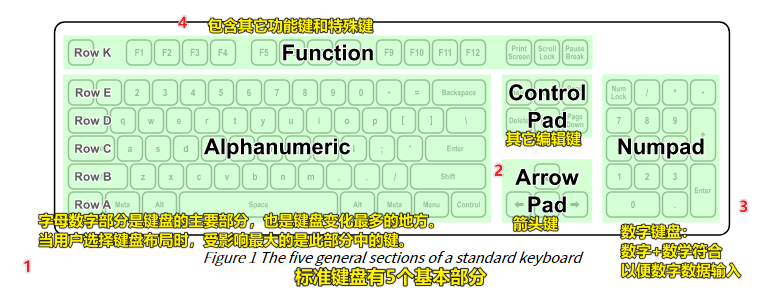 4
包含其它功能键和特殊键
Row K F1 F2 F3 F4 F5 F9 F10 F11 F12 Print Screen Scroll Lock Pause Break
Function
Row E 2 3 4 5 6 7 8 9 0 - = Backspace
Control Pad
Num Lock / * -
Row D q w e r t y u i o p [ ] \
Delete Page Down
7 8 9 +
Row C a s d ; ' Enter
Alphanumeric
其它编辑键
Numpad
Row B z x c v b n m , . / Shift
2
Arrow Pad
1 2 3 Enter
Row A Meta Alt Space Alt Meta Menu Control
← →
箭头键
0 .
3
字母数字部分是键盘的主要部分，也是键盘变化最多的地方。
当用户选择键盘布局时，受影响最大的是此部分中的键。
数字键盘：
数字+数学符合
以便数字数据输入
1
Figure 1 The five general sections of a standard keyboard
标准键盘有5个基本部分